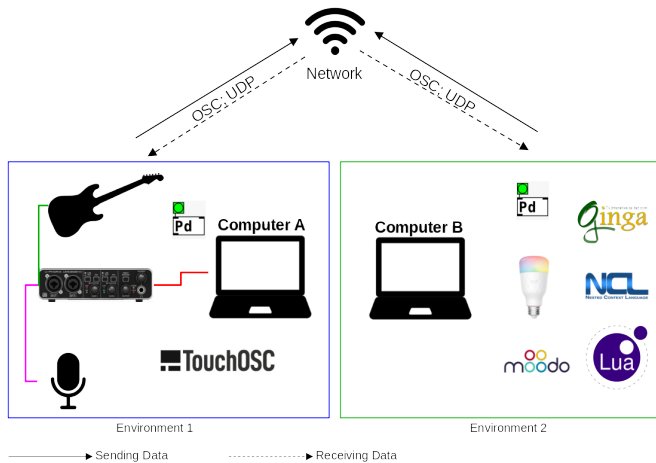 Network
OSC: UDP
OSC: UDP
Pd
Computer A
TouchOSC
Environment 1
Pd
Computer B
Ginga
NCL
NESTED CONTEXT LANGUAGE
moodo
Lua
Environment 2
Sending Data
Receiving Data